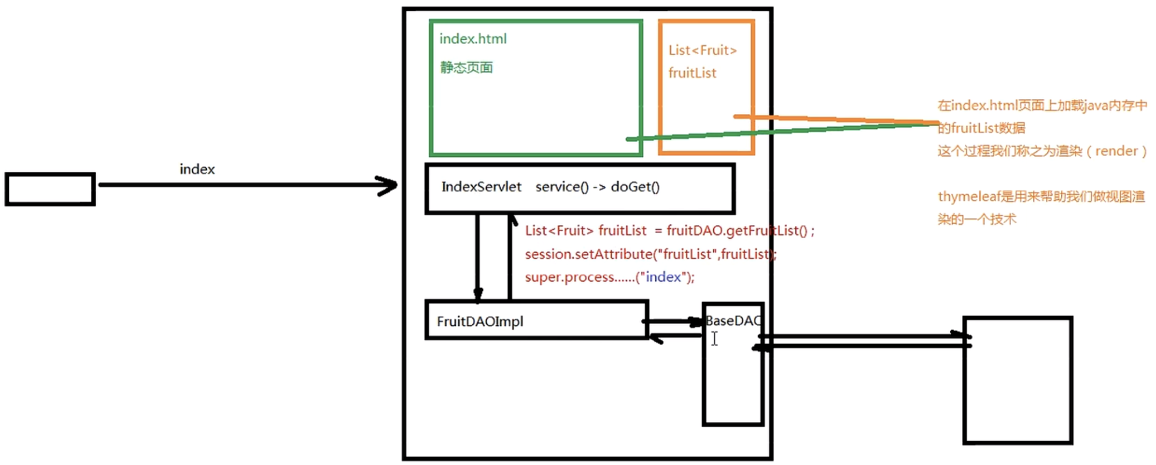 index.html
静态页面
List<Fruit>
fruitList
在index.html页面上加载java内存中
的fruitList数据
这个过程我们称之为渲染（render）
thymeleaf是用来帮助我们做视图渲
染的一个技术
index
IndexServlet service() -> doGet()
List<Fruit> fruitList = fruitDAO.getFruitList() ;
session.setAttribute("fruitList",fruitList);
super.process......("index");
FruitDAOImpl
BaseDAO